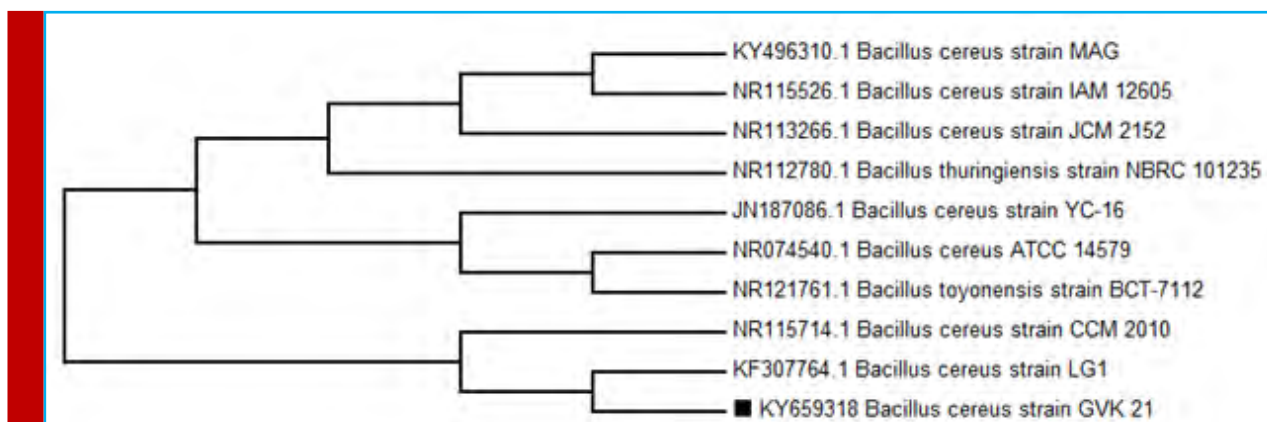 KY496310.1 Bacillus cereus strain MAG
NR115526.1 Bacillus cereus strain IAM 12605
NR113266.1 Bacillus cereus strain JCM 2152
NR112780.1 Bacillus thuringiensis strain NBRC 101235
JN187086.1 Bacillus cereus strain YC-16
NR074540.1 Bacillus cereus ATCC 14579
NR121761.1 Bacillus toyonensis strain BCT-7112
NR115714.1 Bacillus cereus strain CCM 2010
KF307764.1 Bacillus cereus strain LG1
KY659318 Bacillus cereus strain GVK 21